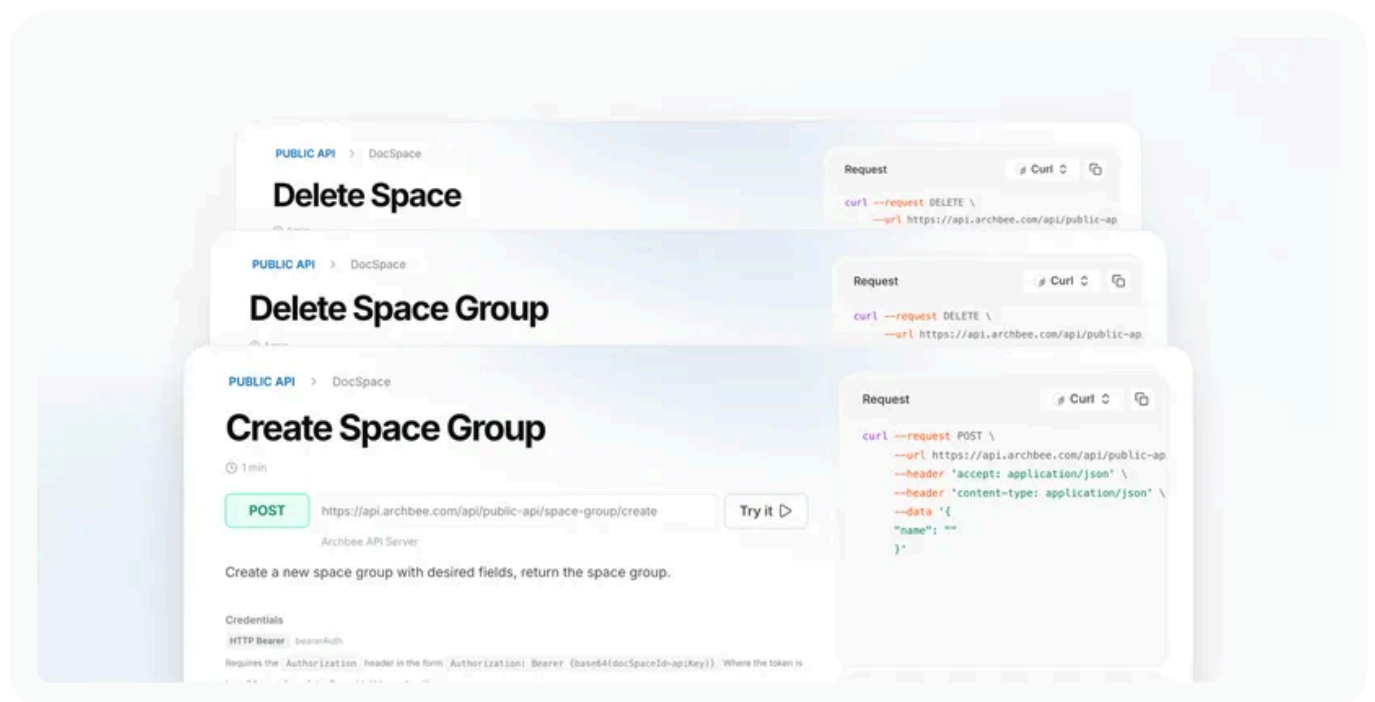 PUBLIC API > DocSpace
Delete Space
Request
Curl
curl --request DELETE \
--url https://api.archbee.com/api/public-ap
PUBLIC API > DocSpace
Delete Space Group
Request
Curl
curl --request DELETE \
--url https://api.archbee.com/api/public-ap
PUBLIC API > DocSpace
Create Space Group
1 min
POST
https://api.archbee.com/api/public-api/space-group/create
Try it
Archbee API Server
Create a new space group with desired fields, return the space group.
Credentials
HTTP Bearer bearerAuth
Requires the Authorization header in the form Authorization: Bearer {base64(docSpaceId~apiKey)} Where the token is
Request
Curl
curl --request POST \
--url https://api.archbee.com/api/public-ap
--header 'accept: application/json' \
--header 'content-type: application/json' \
--data '{
"name": ""
}'